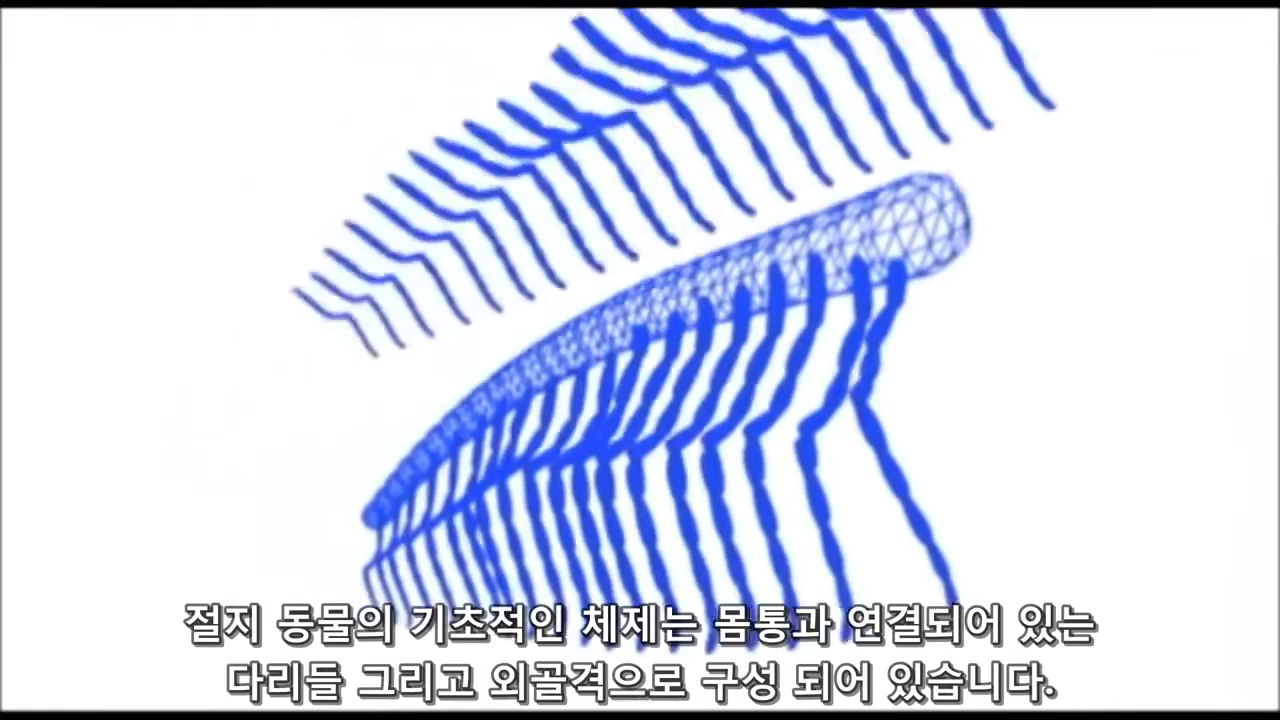 절지 동물의 기초적인 체제는 몸통과 연결되어 있는
다리들 그리고 외골격으로 구성 되어 있습니다.